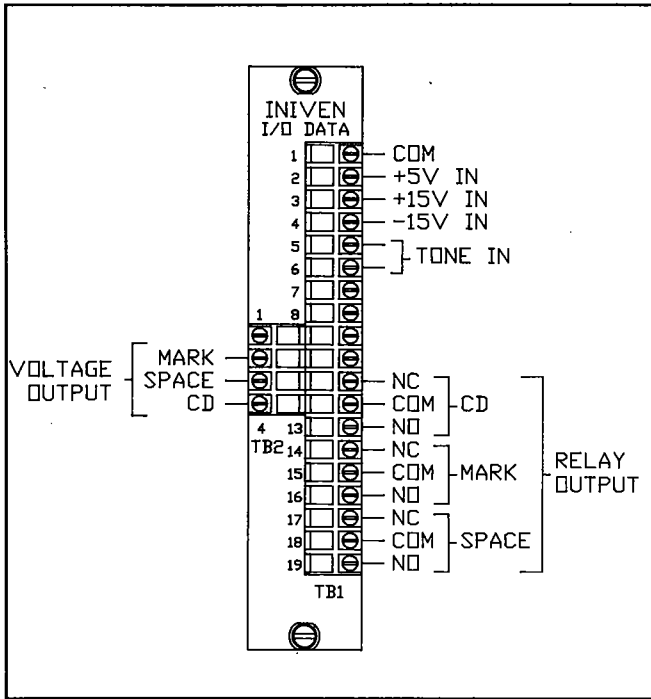 INIVEN
I/O DATA
1 COM
2 +5V IN
3 +15V IN
4 -15V IN
5
TONE IN
6
7
1 8
VOLTAGE OUTPUT
MARK
SPACE
CD
4
TB2
NC
COM
13 NO
CD
14 NC
15 COM
16 NO
MARK
17 NC
18 COM
19 NO
SPACE
RELAY OUTPUT
TB1